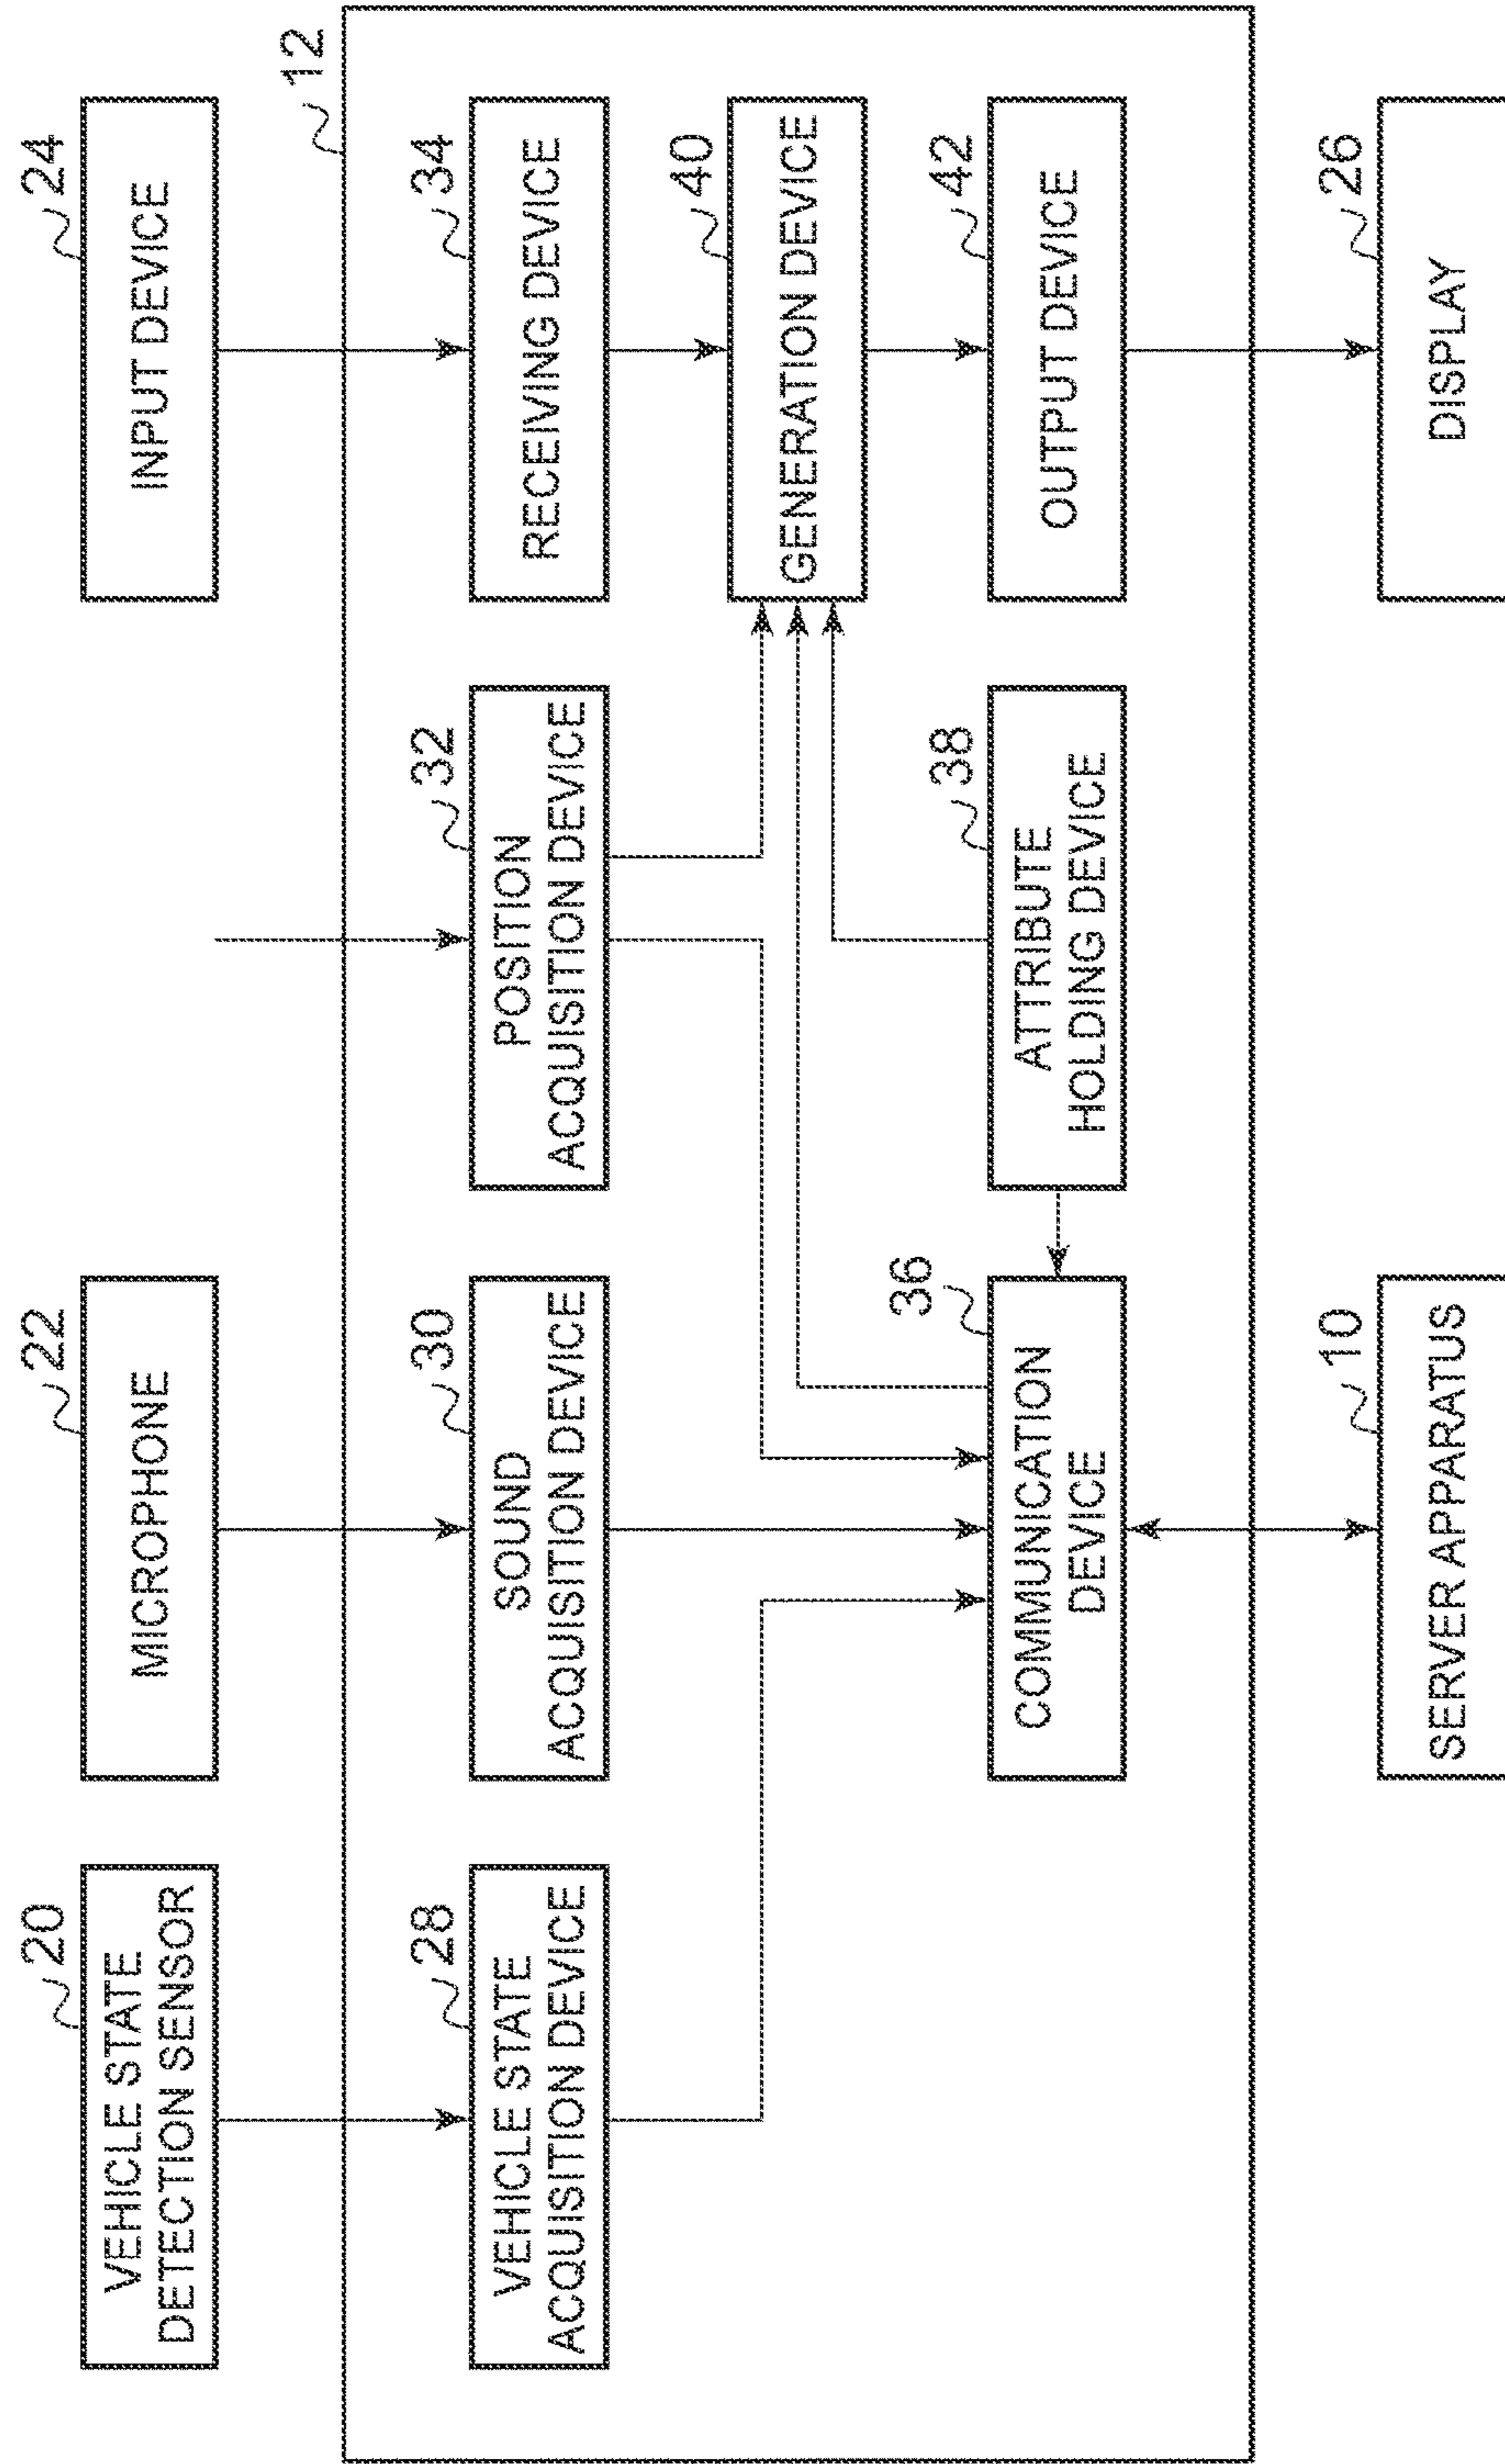 20
VEHICLE STATE
DETECTION SENSOR
22
MICROPHONE
24
INPUT DEVICE
12
28
VEHICLE STATE
ACQUISITION DEVICE
30
SOUND
ACQUISITION DEVICE
32
POSITION
ACQUISITION DEVICE
34
RECEIVING DEVICE
40
GENERATION DEVICE
36
COMMUNICATION
DEVICE
38
ATTRIBUTE
HOLDING DEVICE
42
OUTPUT DEVICE
10
SERVER APPARATUS
26
DISPLAY